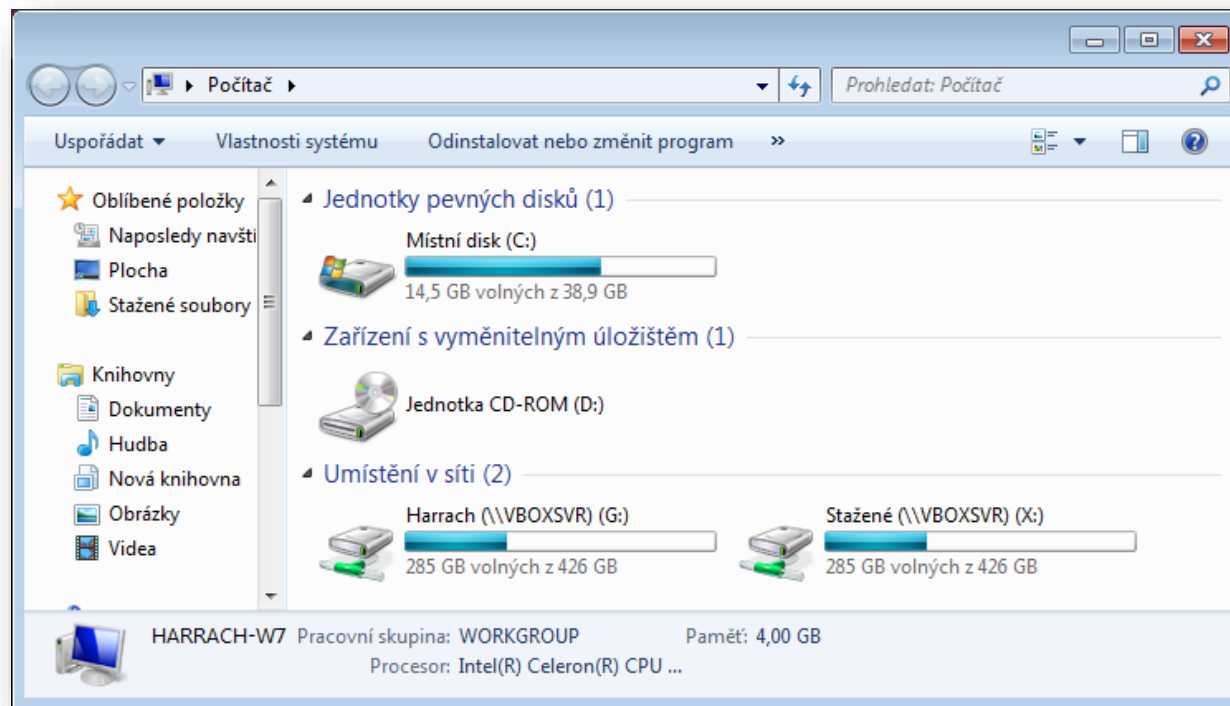 Počítač
Prohledat: Počítač
Uspořádat Vlastnosti systému Odinstalovat nebo změnit program »
Oblíbené položky
Naposledy navšti
Plocha
Stažené soubory
Knihovny
Dokumenty
Hudba
Nová knihovna
Obrázky
Videa
Jednotky pevných disků (1)
Místní disk (C:)
14,5 GB volných z 38,9 GB
Zařízení s vyměnitelným úložištěm (1)
Jednotka CD-ROM (D:)
Umístění v síti (2)
Harrach (\\VBOXSVR) (G:)
285 GB volných z 426 GB
Stažené (\\VBOXSVR) (X:)
285 GB volných z 426 GB
HARRACH-W7 Pracovní skupina: WORKGROUP Paměť: 4,00 GB
Procesor: Intel(R) Celeron(R) CPU ...